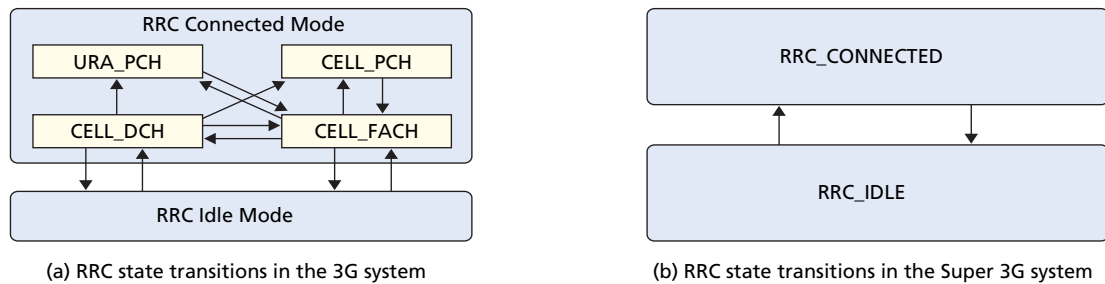 RRC Connected Mode
URA_PCH
CELL_PCH
CELL_DCH
CELL_FACH
RRC Idle Mode
(a) RRC state transitions in the 3G system
RRC_CONNECTED
RRC_IDLE
(b) RRC state transitions in the Super 3G system